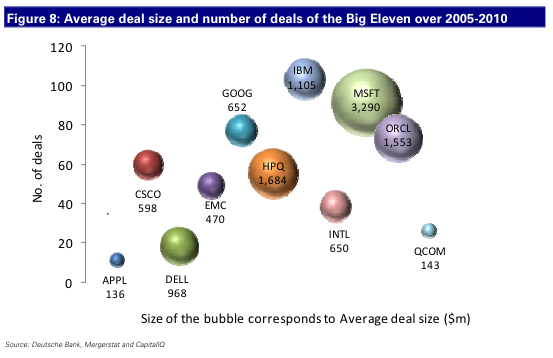 Figure 8: Average deal size and number of deals of the Big Eleven over 2005-2010
120
100
80
60
40
20
0
No. of deals
IBM
1,105
MSFT
3,290
GOOG
652
ORCL
1,553
HPQ
1,684
CSCO
598
EMC
470
INTL
650
QCOM
143
APPL
136
DELL
968
Size of the bubble corresponds to Average deal size ($m)
Source: Deutsche Bank, Mergerstat and CapitalIQ